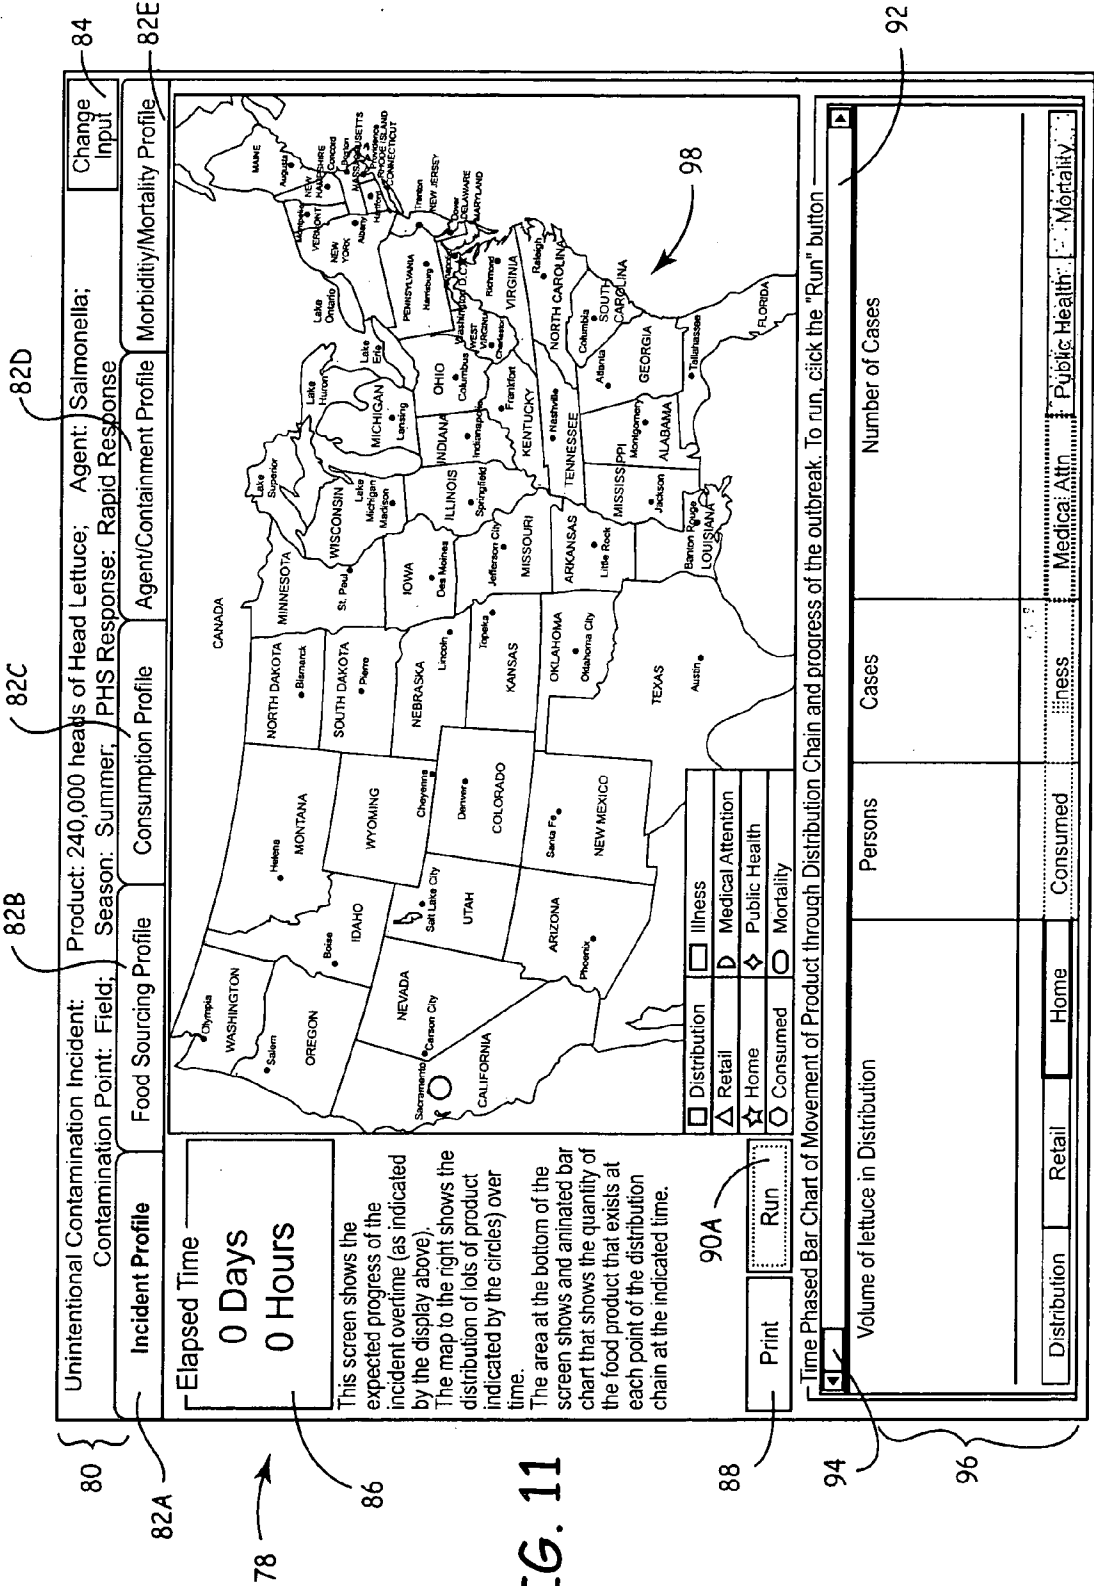 Unintentional Contamination Incident: Product: 240,000 heads of Head Lettuce; Agent: Salmonella;
Contamination Point: Field; Season: Summer; PHS Response: Rapid Response
Change
Input
84
80
82A
82B
82C
82D
82E
Incident Profile
Food Sourcing Profile
Consumption Profile
Agent/Containment Profile
Morbiditiy/Mortality Profile
78
Elapsed Time
0 Days
0 Hours
86
This screen shows the
expected progress of the
incident overtime (as indicated
by the display above).
The map to the right shows the
distribution of lots of product
indicated by the circles) over
time.
The area at the bottom of the
screen shows and aninated bar
chart that shows the quantity of
the food product that exists at
each point of the distribution
chain at the indicated time.
90A
Print
Run
88
CANADA
Olympia
WASHINGTON
Salem
OREGON
Boise
IDAHO
Helena
MONTANA
WYOMING
Cheyenne
NEVADA
Carson City
Sacramento
CALIFORNIA
Salt Lake City
UTAH
Denver
COLORADO
ARIZONA
Phoenix
Santa Fe
NEW MEXICO
NORTH DAKOTA
Bismarck
SOUTH DAKOTA
Pierre
NEBRASKA
Lincoln
Topeka
KANSAS
OKLAHOMA
Oklahoma City
TEXAS
Austin
MINNESOTA
St. Paul
IOWA
Des Moines
Jefferson City
MISSOURI
ARKANSAS
Little Rock
Banton Rouge
LOUISIANA
Lake
Superior
WISCONSIN
Lake
Michigan
Madison
ILLINOIS
Springfield
Lake
Huron
MICHIGAN
Lansing
INDIANA
Indianapolis
OHIO
Columbus
Frankfort
KENTUCKY
Nashville
TENNESSEE
MISSISSIPPI
Jackson
Montgomery
ALABAMA
Lake
Erie
Lake
Ontario
PENNSYLVANIA
Harrisburg
WEST
VIRGINIA
Charleston
Washington D.C.
Richmond
VIRGINIA
Raleigh
NORTH CAROLINA
Columbia
SOUTH
CAROLINA
Atlanta
GEORGIA
Tallahassee
FLORIDA
MAINE
Augusta
NEW
HAMPSHIRE
Concord
Montpelier
VERMONT
NEW
YORK
Albany
Boston
MASSACHUSETTS
Providence
RHODE ISLAND
CONNECTICUT
Hartford
Trenton
NEW JERSEY
Dover
DELAWARE
MARYLAND
98
Distribution
Illness
Retail
Medical Attention
Home
Public Health
Consumed
Mortality
Time Phased Bar Chart of Movement of Product through Distribution Chain and progress of the outbreak. To run, cick the "Run" button
92
94
96
Volume of lettuce in Distribution
Persons
Cases
Number of Cases
Distribution
Retail
Home
Consumed
Illness
Medical Attn
Public Health
Mortality